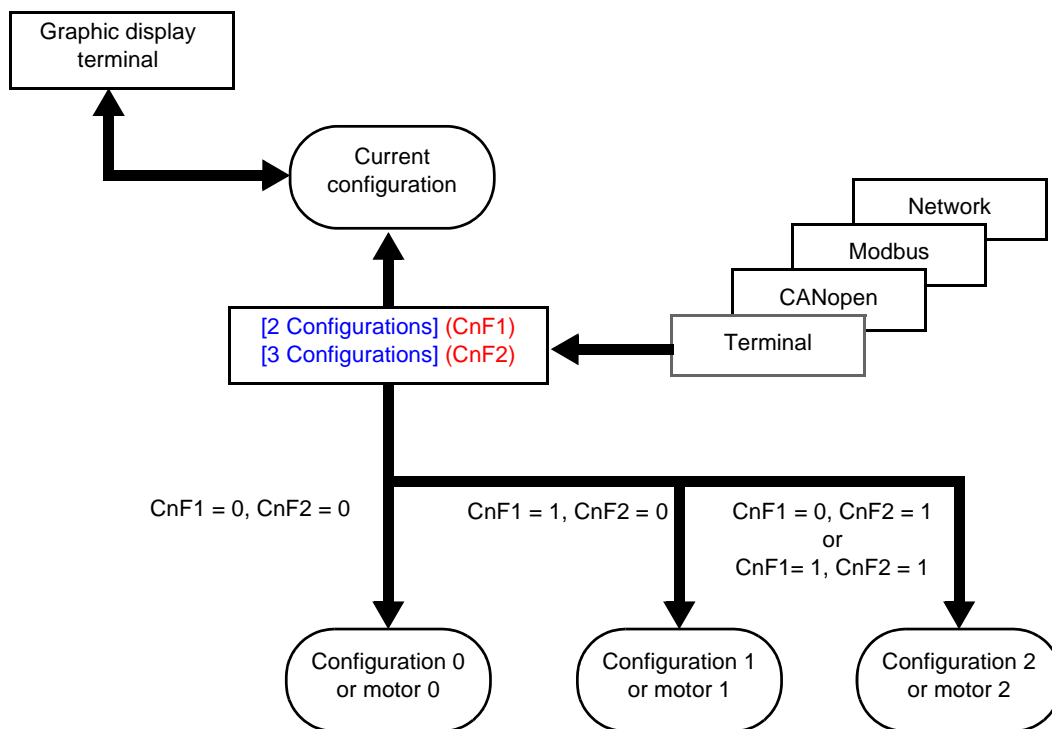 Graphic display
terminal
Current
configuration
Network
Modbus
CANopen
Terminal
[2 Configurations] (CnF1)
[3 Configurations] (CnF2)
CnF1 = 0, CnF2 = 0
CnF1 = 1, CnF2 = 0
CnF1 = 0, CnF2 = 1
or
CnF1= 1, CnF2 = 1
Configuration 0
or motor 0
Configuration 1
or motor 1
Configuration 2
or motor 2